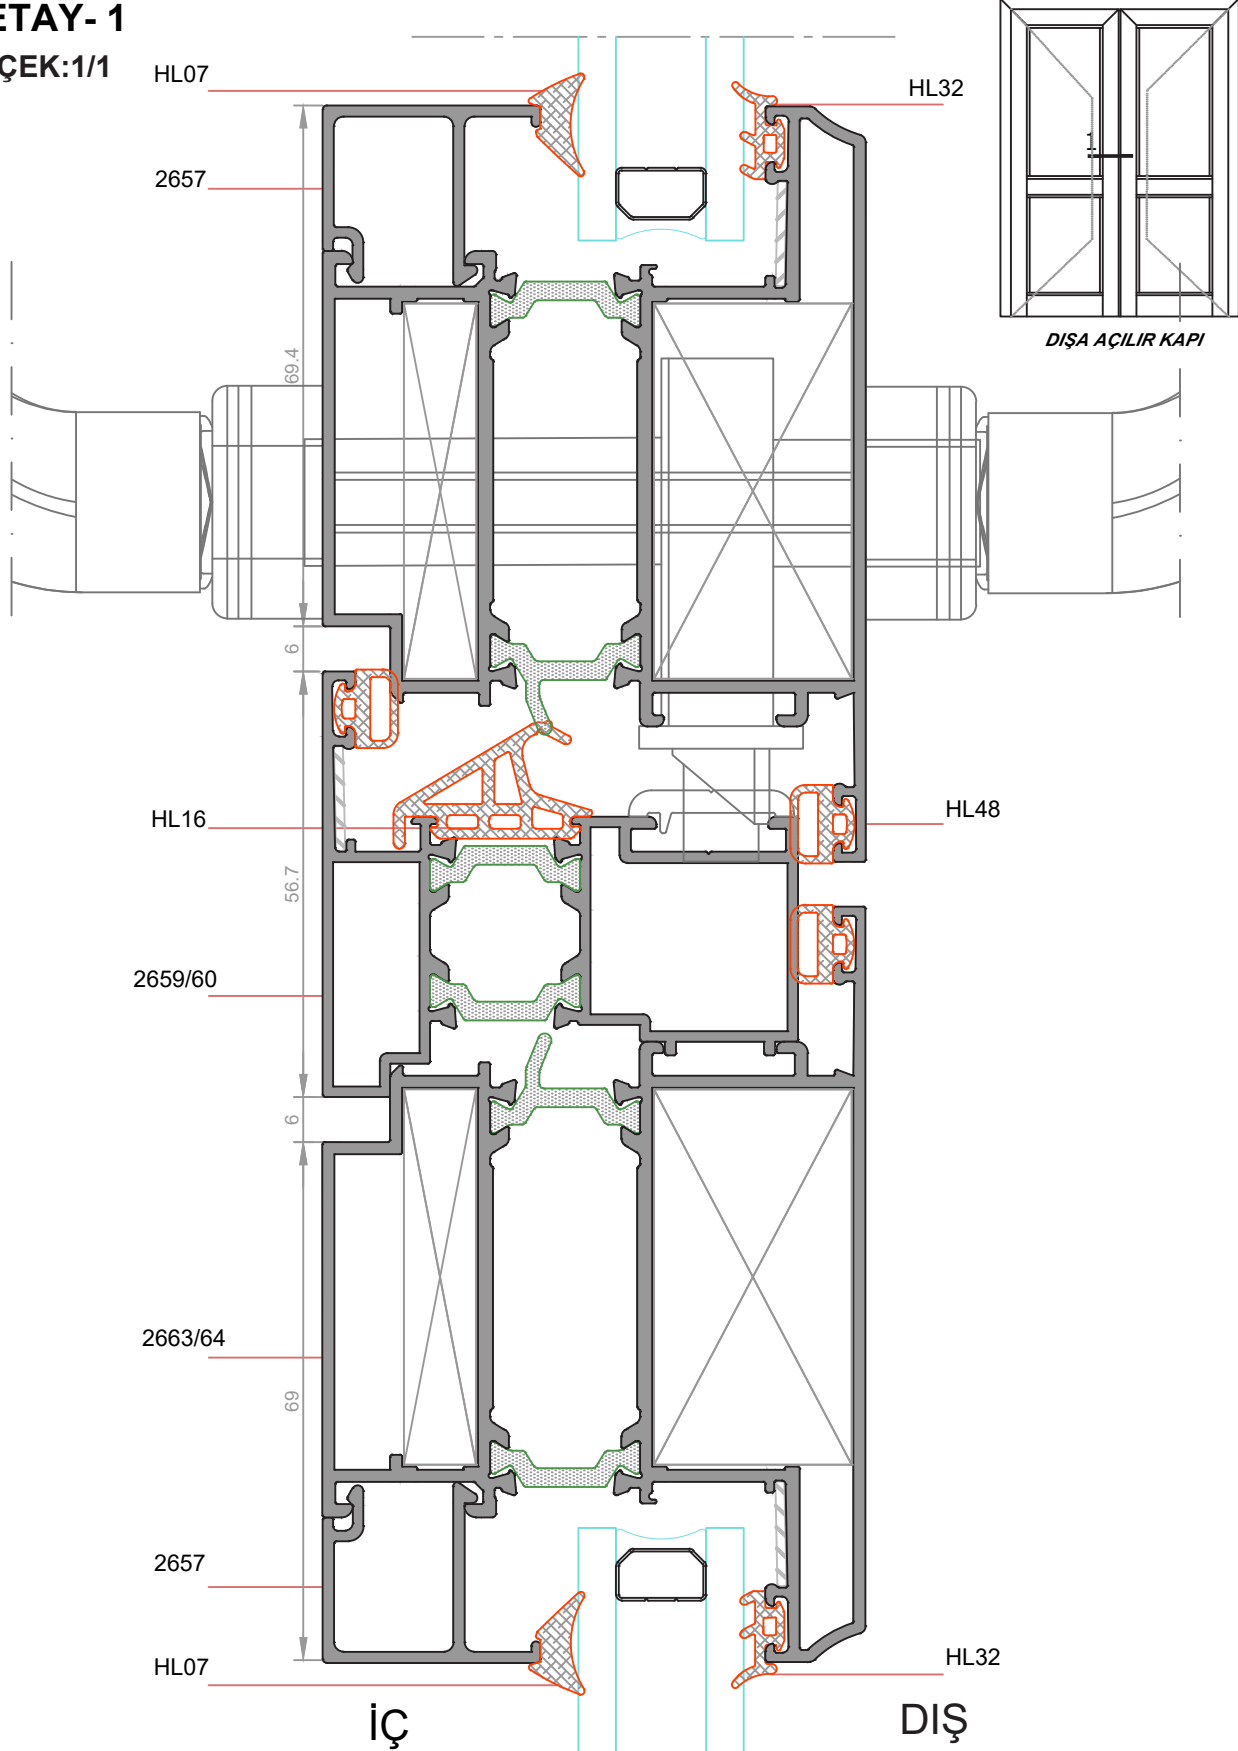 ETAY- 1
ÇEK:1/1
HL07
HL32
2657
1
DIŞA AÇILIR KAPI
69.4
6
HL16
HL48
56.7
2659/60
6
2663/64
69
2657
HL07
HL32
İÇ
DIŞ